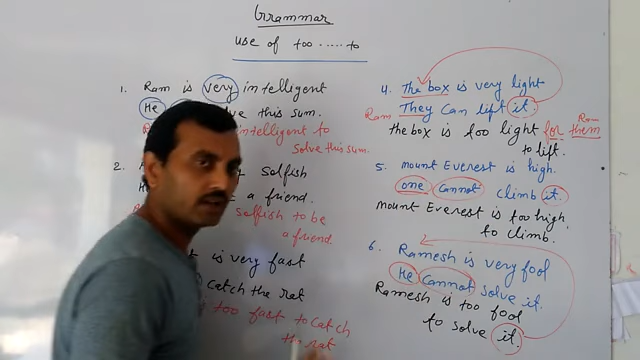 Grammar
use of too ..... to
1. Ram is very intelligent
He solve this sum.
intelligent to
solve this sum.
2. selfish
a friend.
selfish to be
a friend.
is very fast
catch the rat
too fast to catch
the rat
4. The box is very light
Ram They can lift it
Ram
the box is too light for them
to lift.
5. mount Everest is high.
one cannot climb it.
mount Everest is too high
to climb.
6. Ramesh is very fool
He cannot solve it.
Ramesh is too fool
to solve it